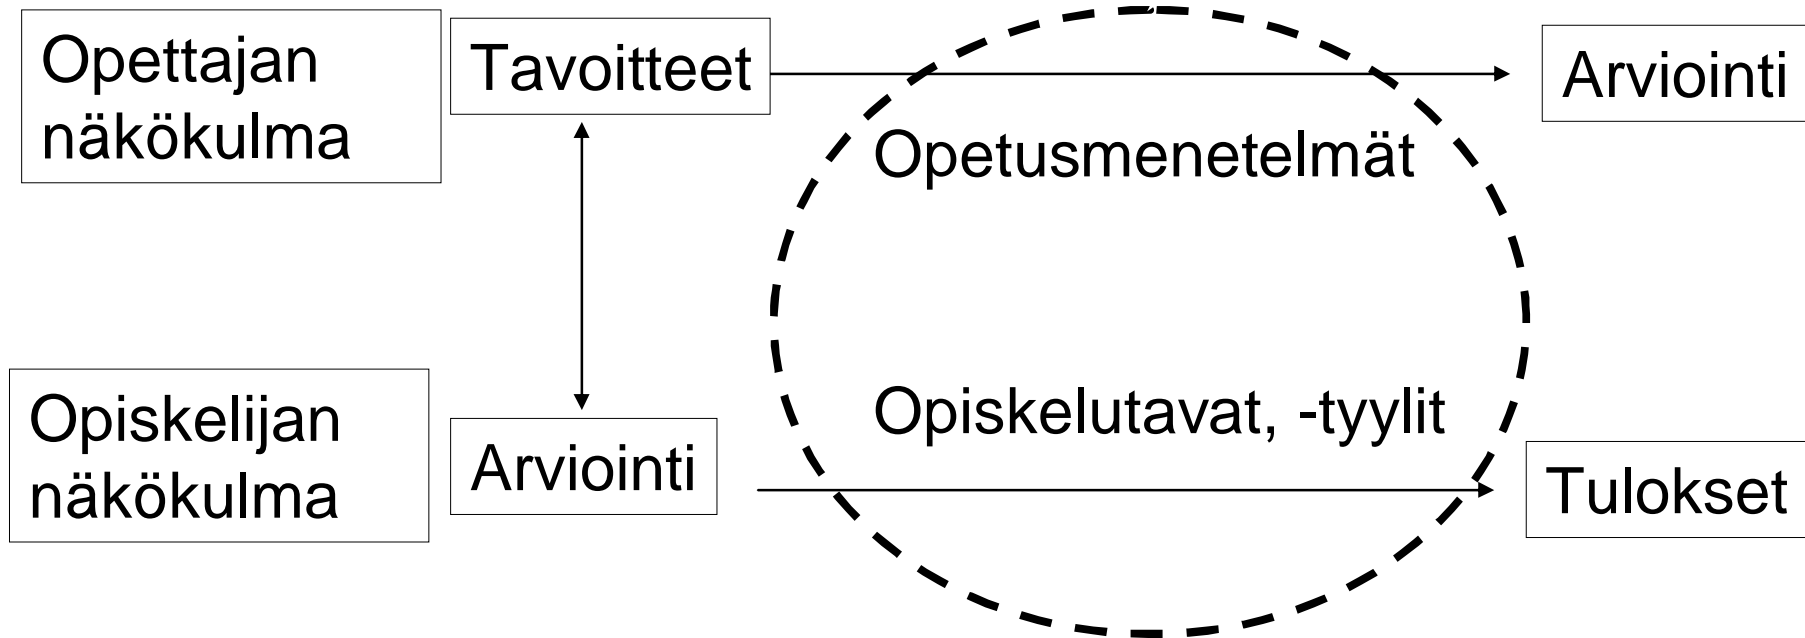 Opettajan
näkökulma
Tavoitteet
Arviointi
Opetusmenetelmät
Opiskelijan
näkökulma
Arviointi
Opiskelutavat, -tyylit
Tulokset